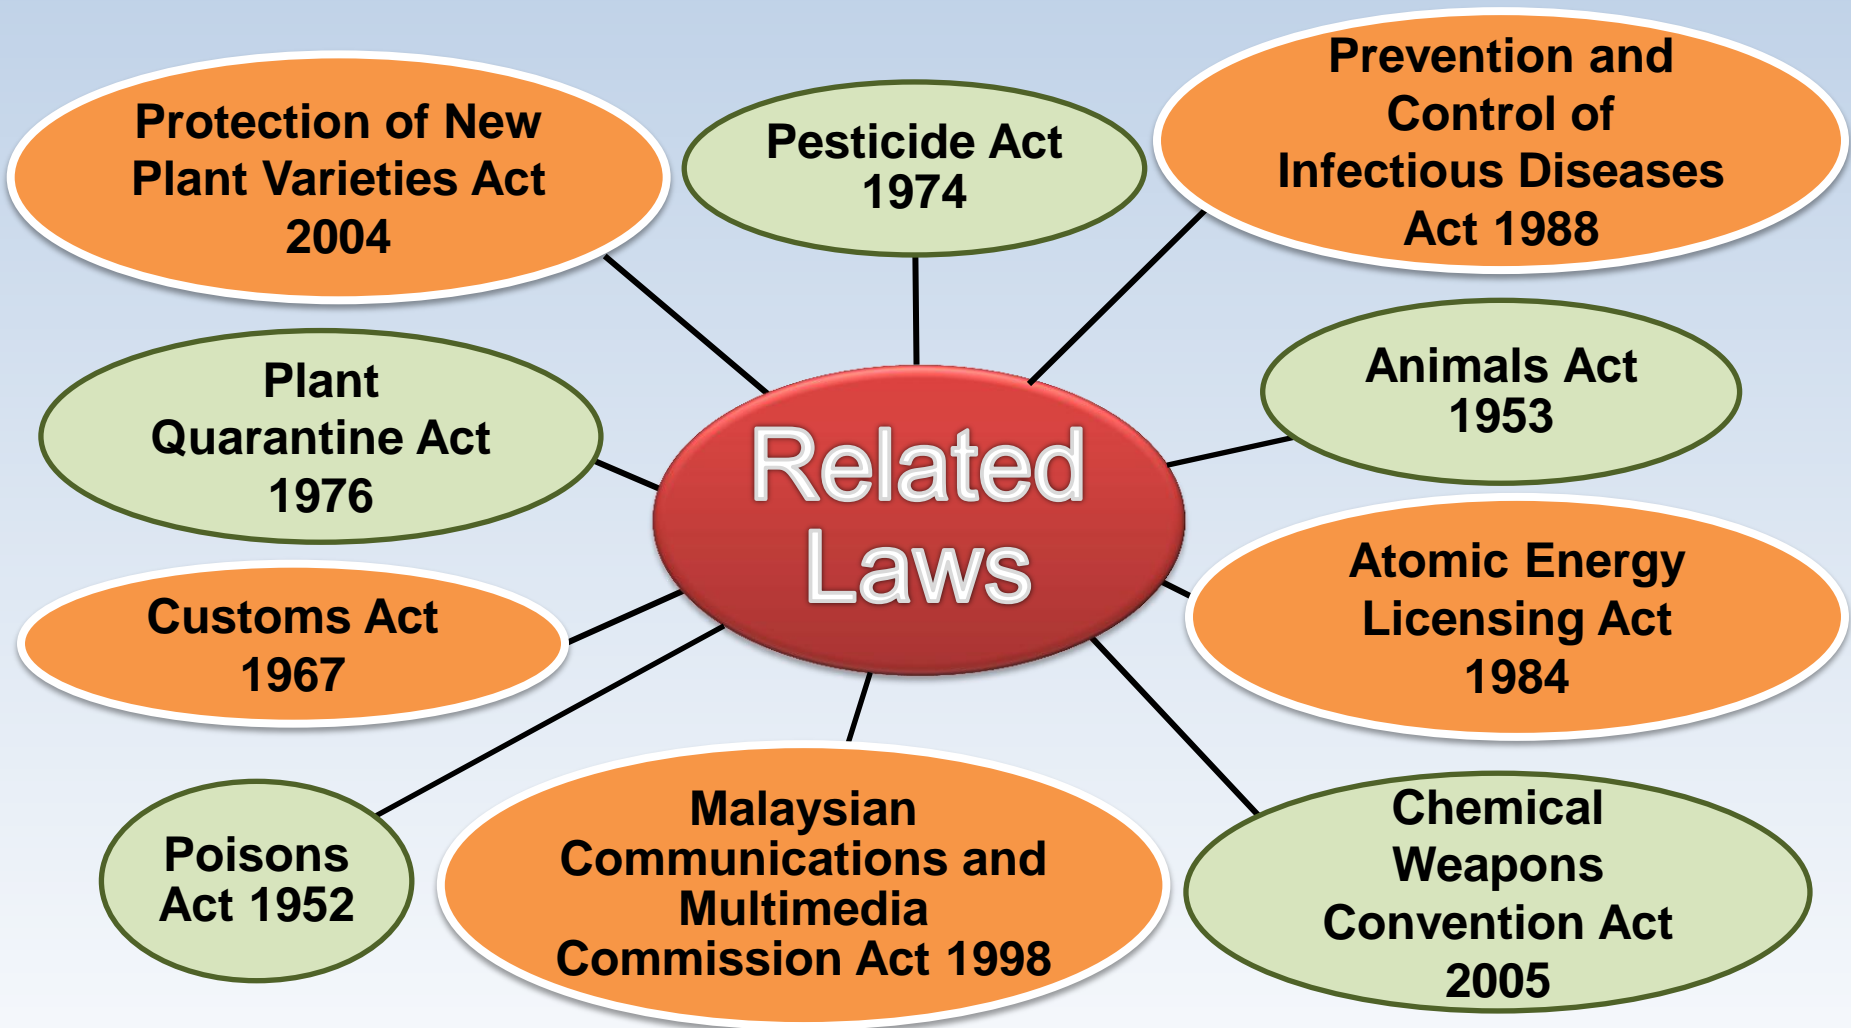 Protection of New
Plant Varieties Act
2004
Pesticide Act
1974
Prevention and
Control of
Infectious Diseases
Act 1988
Plant
Quarantine Act
1976
Animals Act
1953
Related
Laws
Customs Act
1967
Atomic Energy
Licensing Act
1984
Poisons
Act 1952
Malaysian
Communications and
Multimedia
Commission Act 1998
Chemical
Weapons
Convention Act
2005